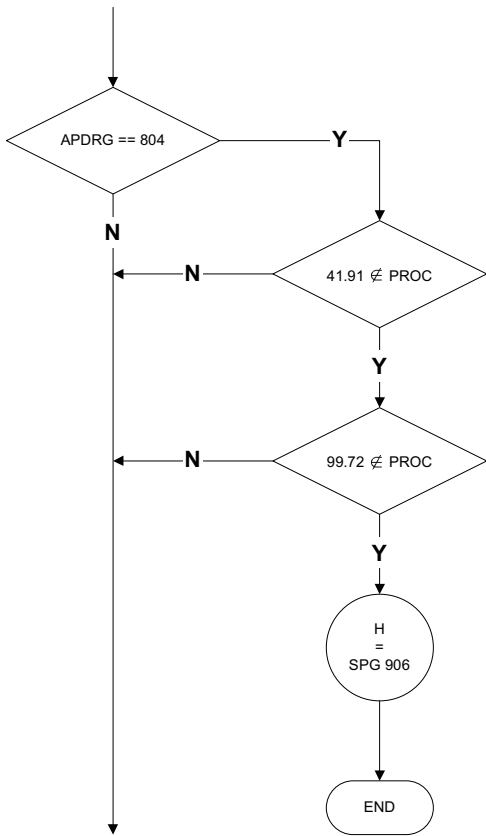 APDRG == 804
Y
N
N
41.91 ∉ PROC
Y
N
99.72 ∉ PROC
Y
H
=
SPG 906
END